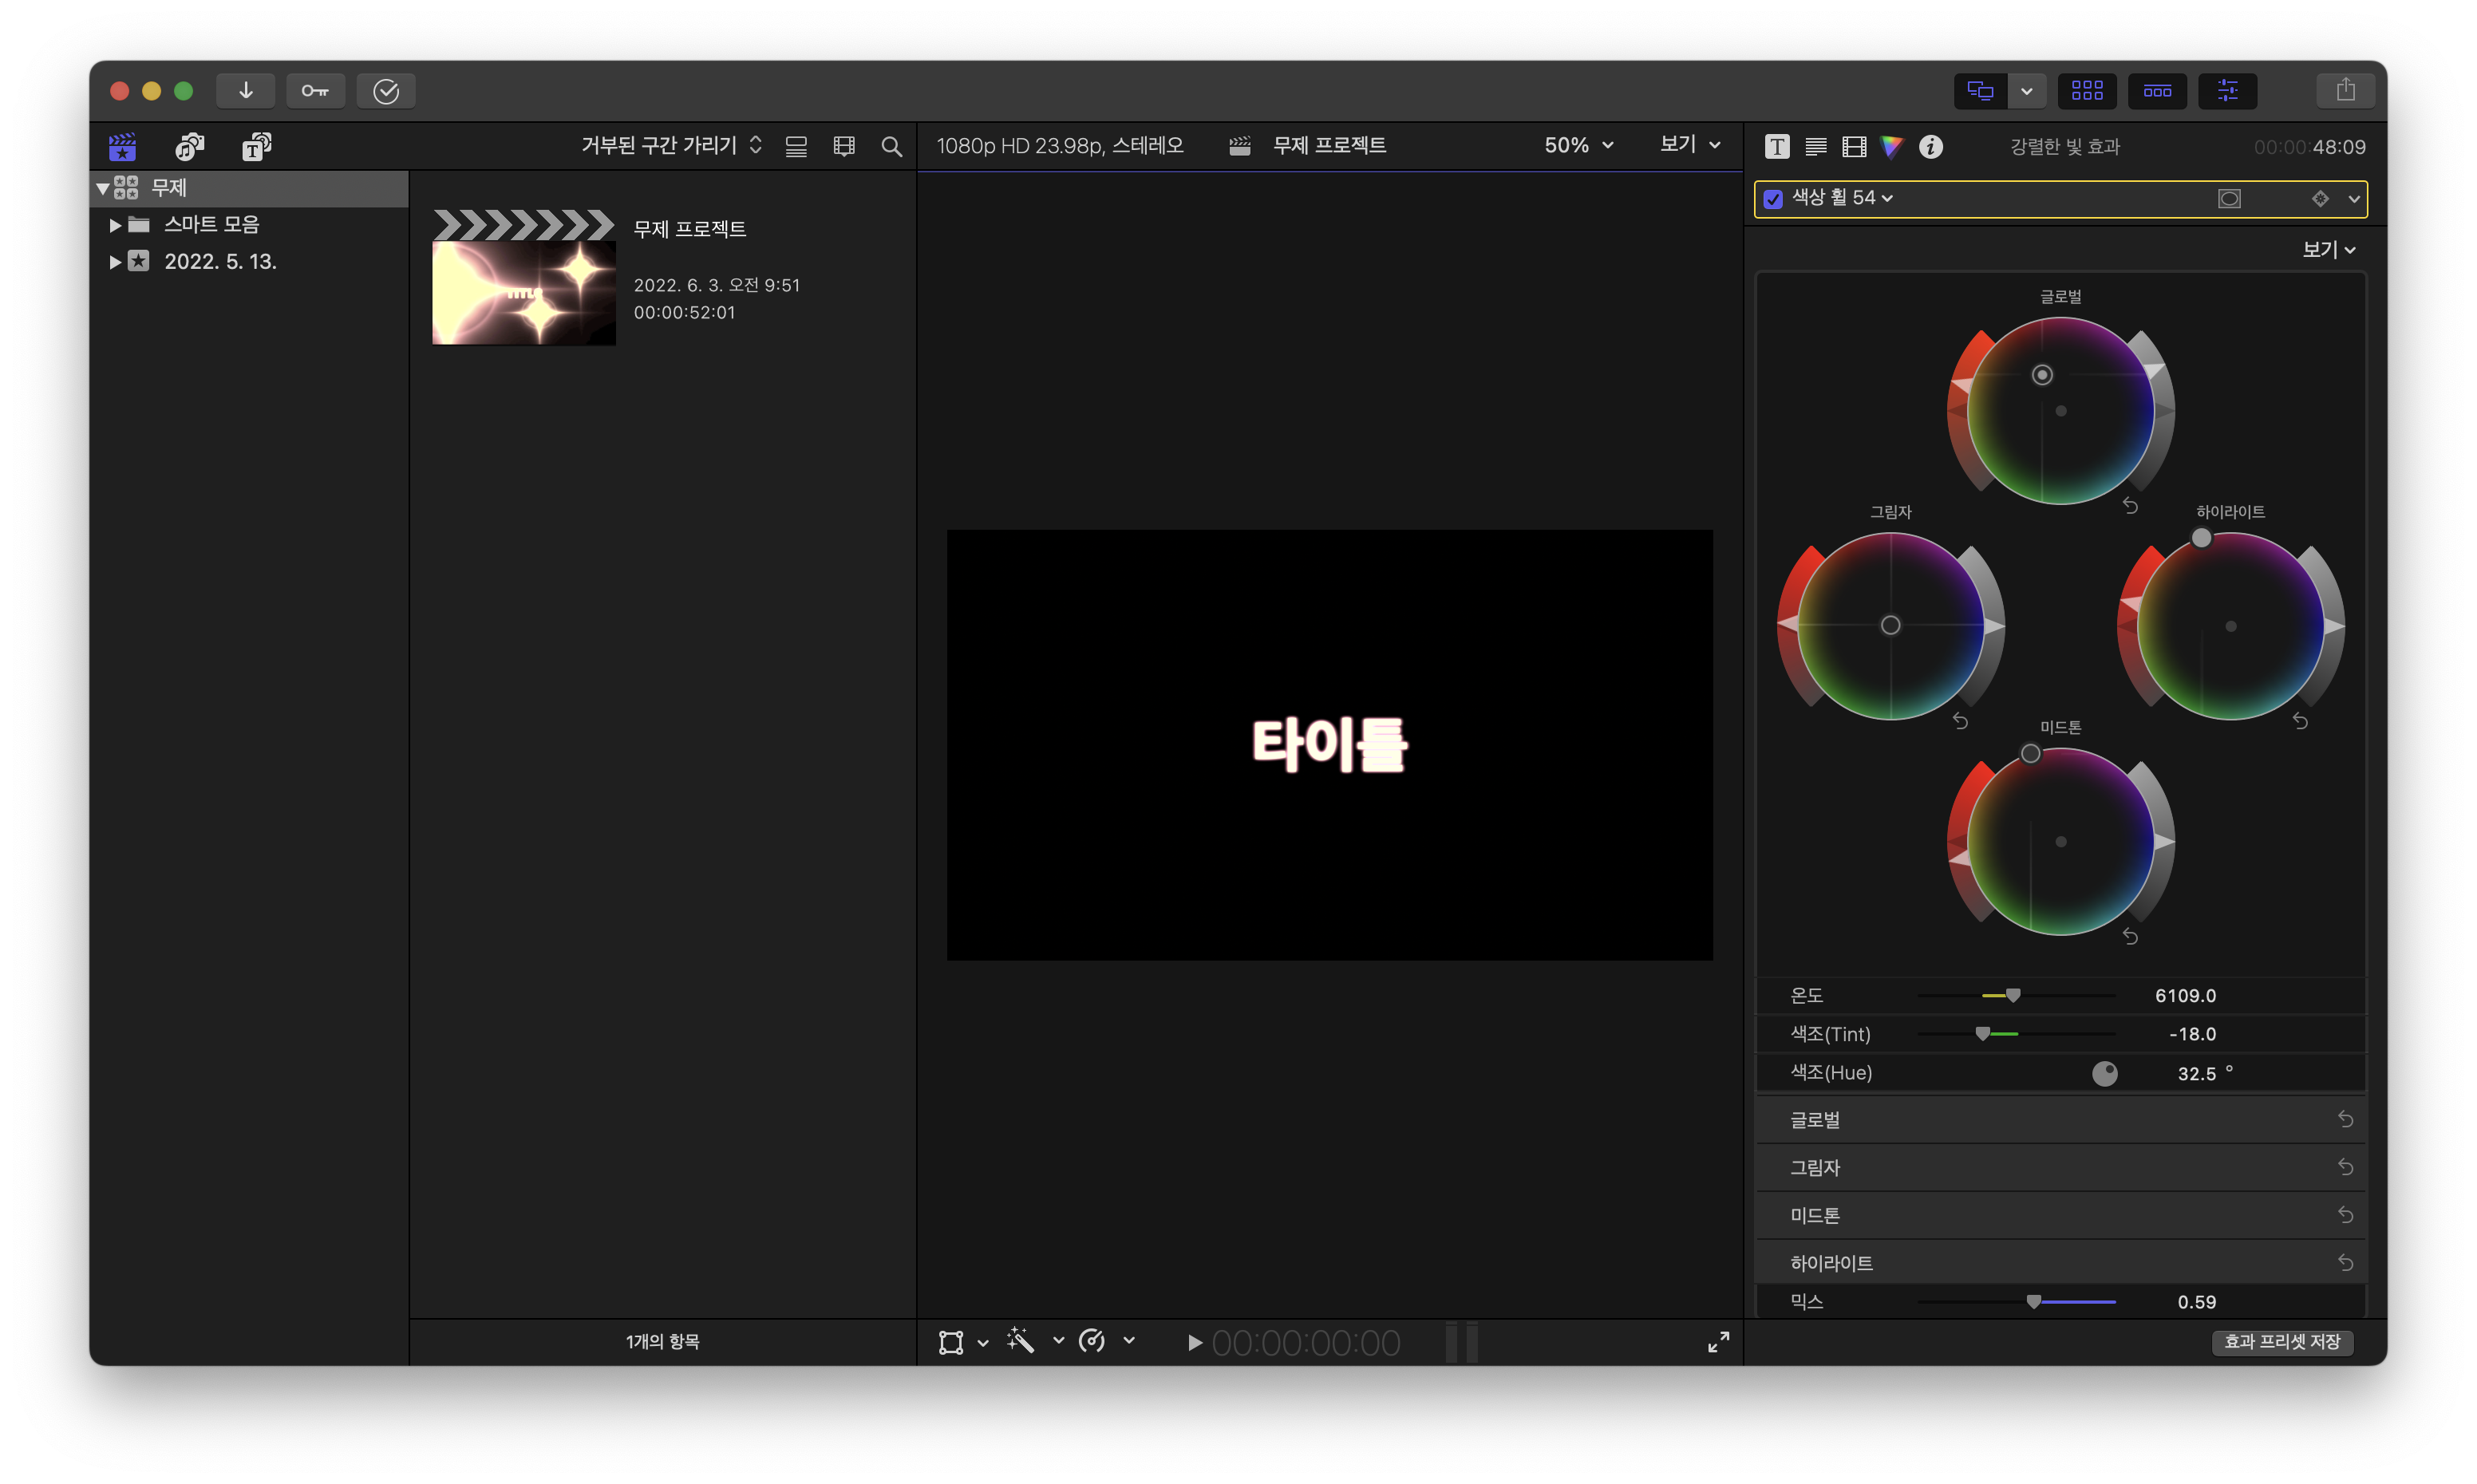 거부된 구간 가리기
1080p HD 23.98p, 스테레오
무제 프로젝트
50%
보기
강렬한 빛 효과
00:00:48:09
무제
스마트 모음
2022. 5. 13.
무제 프로젝트
2022. 6. 3. 오전 9:51
00:00:52:01
색상 휠 54
보기
글로벌
그림자
하이라이트
미드톤
타이틀
온도
6109.0
색조(Tint)
-18.0
색조(Hue)
32.5 °
글로벌
그림자
미드톤
하이라이트
믹스
0.59
1개의 항목
00:00:00:00
효과 프리셋 저장